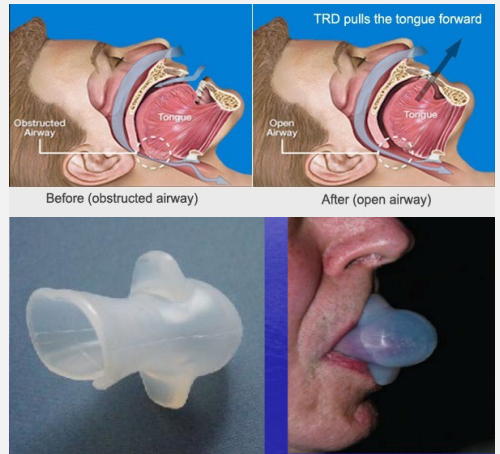 TRD pulls the tongue forward
Tongue
Obstructed
Airway
Tongue
Open
Airway
Before (obstructed airway)
After (open airway)